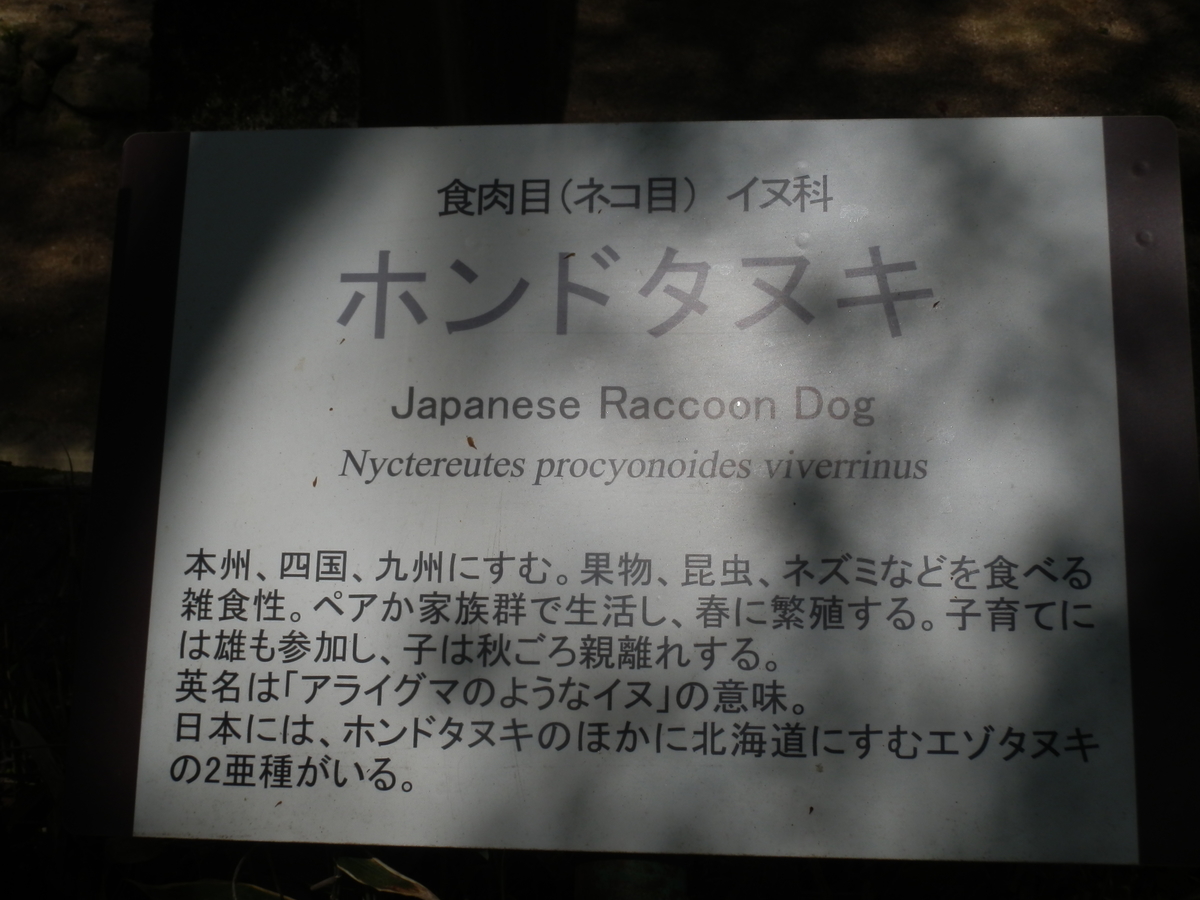 食肉目(ネコ目) イヌ科
ホンドタヌキ
Japanese Raccoon Dog
Nyctereutes procyonoides viverrinus
本州、四国、九州にすむ。果物、昆虫、ネズミなどを食べる
雑食性。ペアか家族群で生活し、春に繁殖する。子育てに
は雄も参加し、子は秋ごろ親離れする。
英名は「アライグマのようなイヌ」の意味。
日本には、ホンドタヌキのほかに北海道にすむエゾタヌキ
の2亜種がいる。